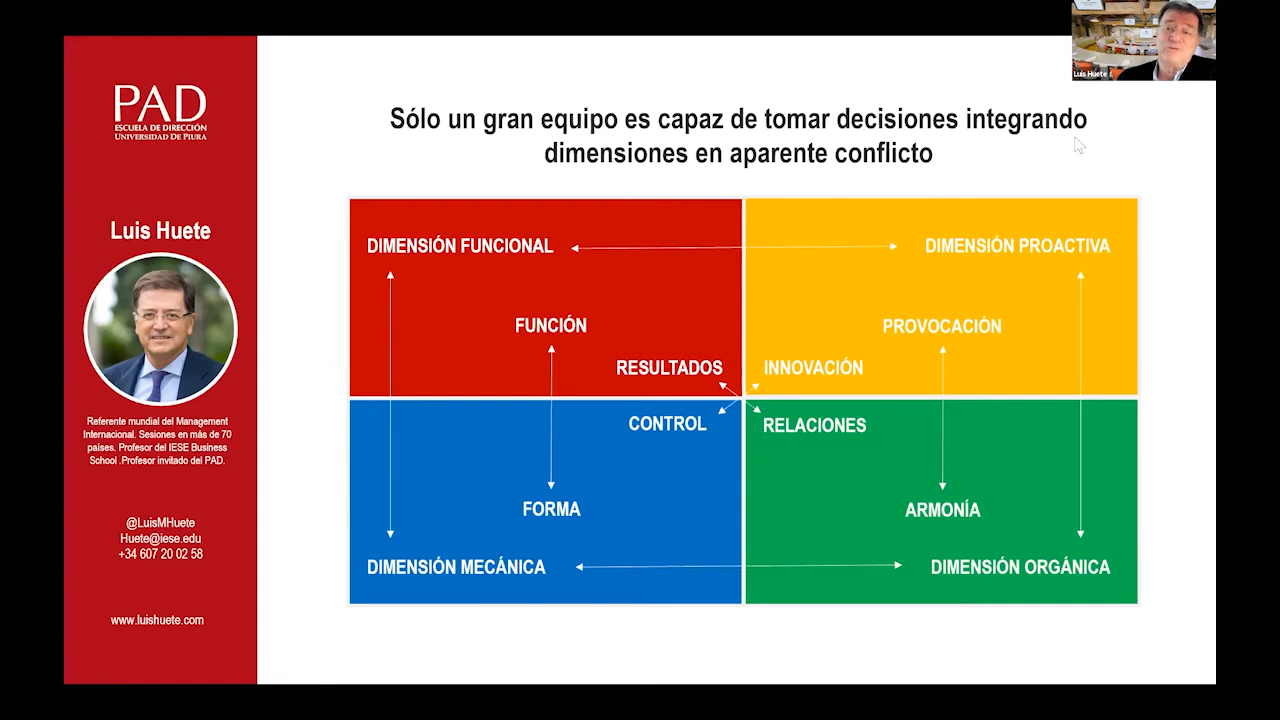 PAD
ESCUELA DE DIRECCIÓN
UNIVERSIDAD DE PIURA
Luis Huete
Referente mundial del Management
Internacional. Sesiones en más de 70
países. Profesor del IESE Business
School .Profesor invitado del PAD.
@LuisMHuete
Huete@iese.edu
+34 607 20 02 58
www.luishuete.com
Luis Huete
Sólo un gran equipo es capaz de tomar decisiones integrando
dimensiones en aparente conflicto
DIMENSIÓN FUNCIONAL
DIMENSIÓN PROACTIVA
FUNCIÓN
PROVOCACIÓN
RESULTADOS
INNOVACIÓN
CONTROL
RELACIONES
FORMA
ARMONÍA
DIMENSIÓN MECÁNICA
DIMENSIÓN ORGÁNICA